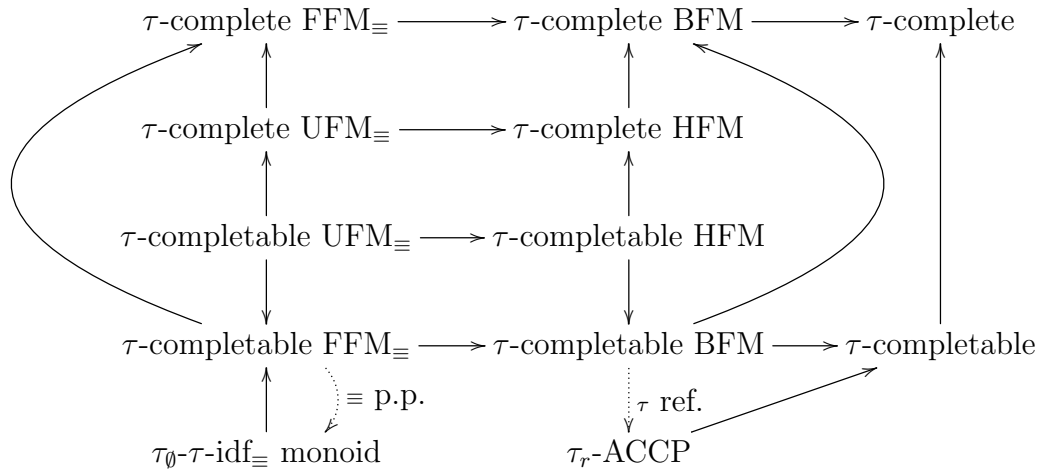 τ-complete FFM≡ τ-complete BFM τ-complete
τ-complete UFM≡ τ-complete HFM
τ-completable UFM≡ τ-completable HFM
τ-completable FFM≡ τ-completable BFM τ-completable
≡ p.p. τ ref.
τ∅-τ-idf≡ monoid τr-ACCP